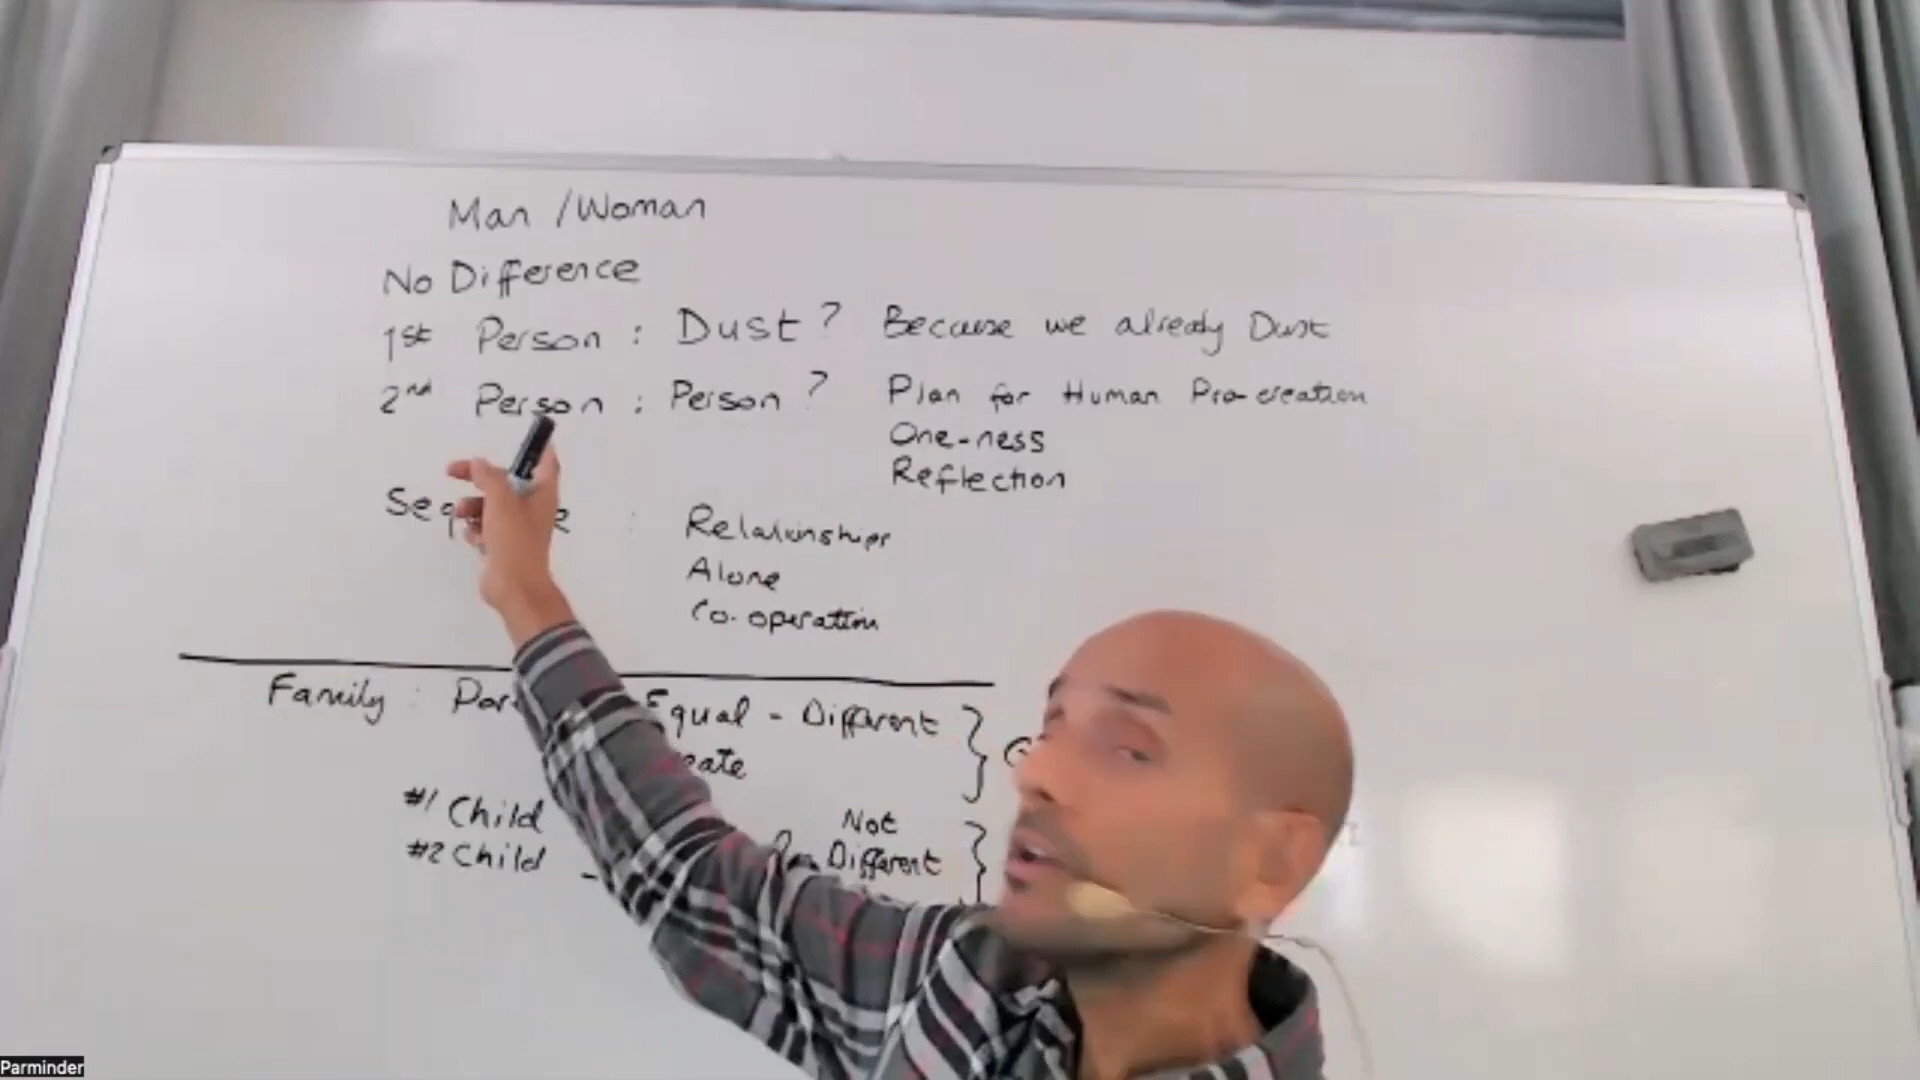 Man / Woman
No Difference
1st Person : Dust ? Because we already Dust
2nd Person : Person ? Plan for Human Pro-creation
One-ness
Reflection
: Relationships
Alone
Co-operation
Family : Equal - Different }
#1 Child
Not
#2 Child Different }
Parminder